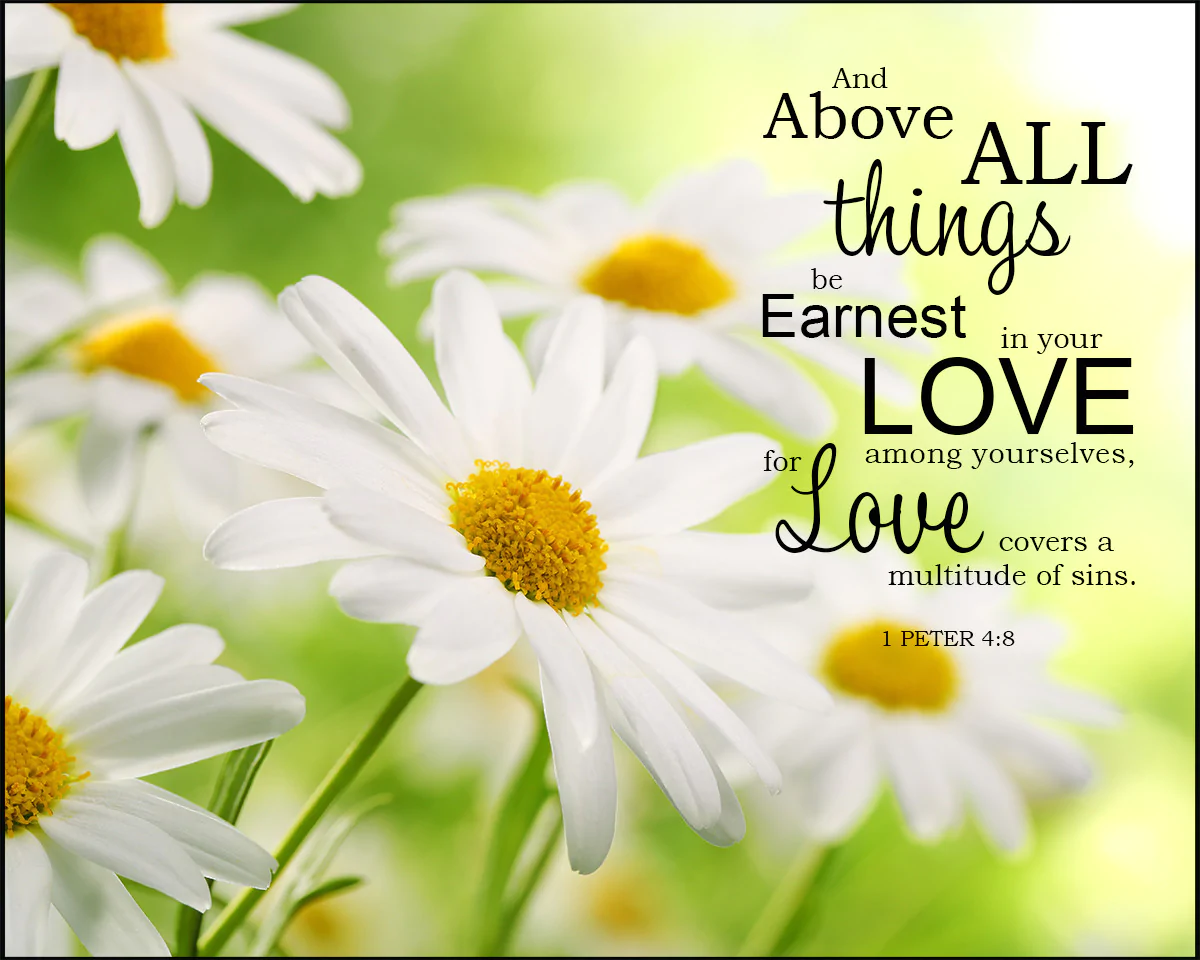 And
Above ALL
things
be
Earnest in your
LOVE
among yourselves,
for Love covers a
multitude of sins.
1 PETER 4:8